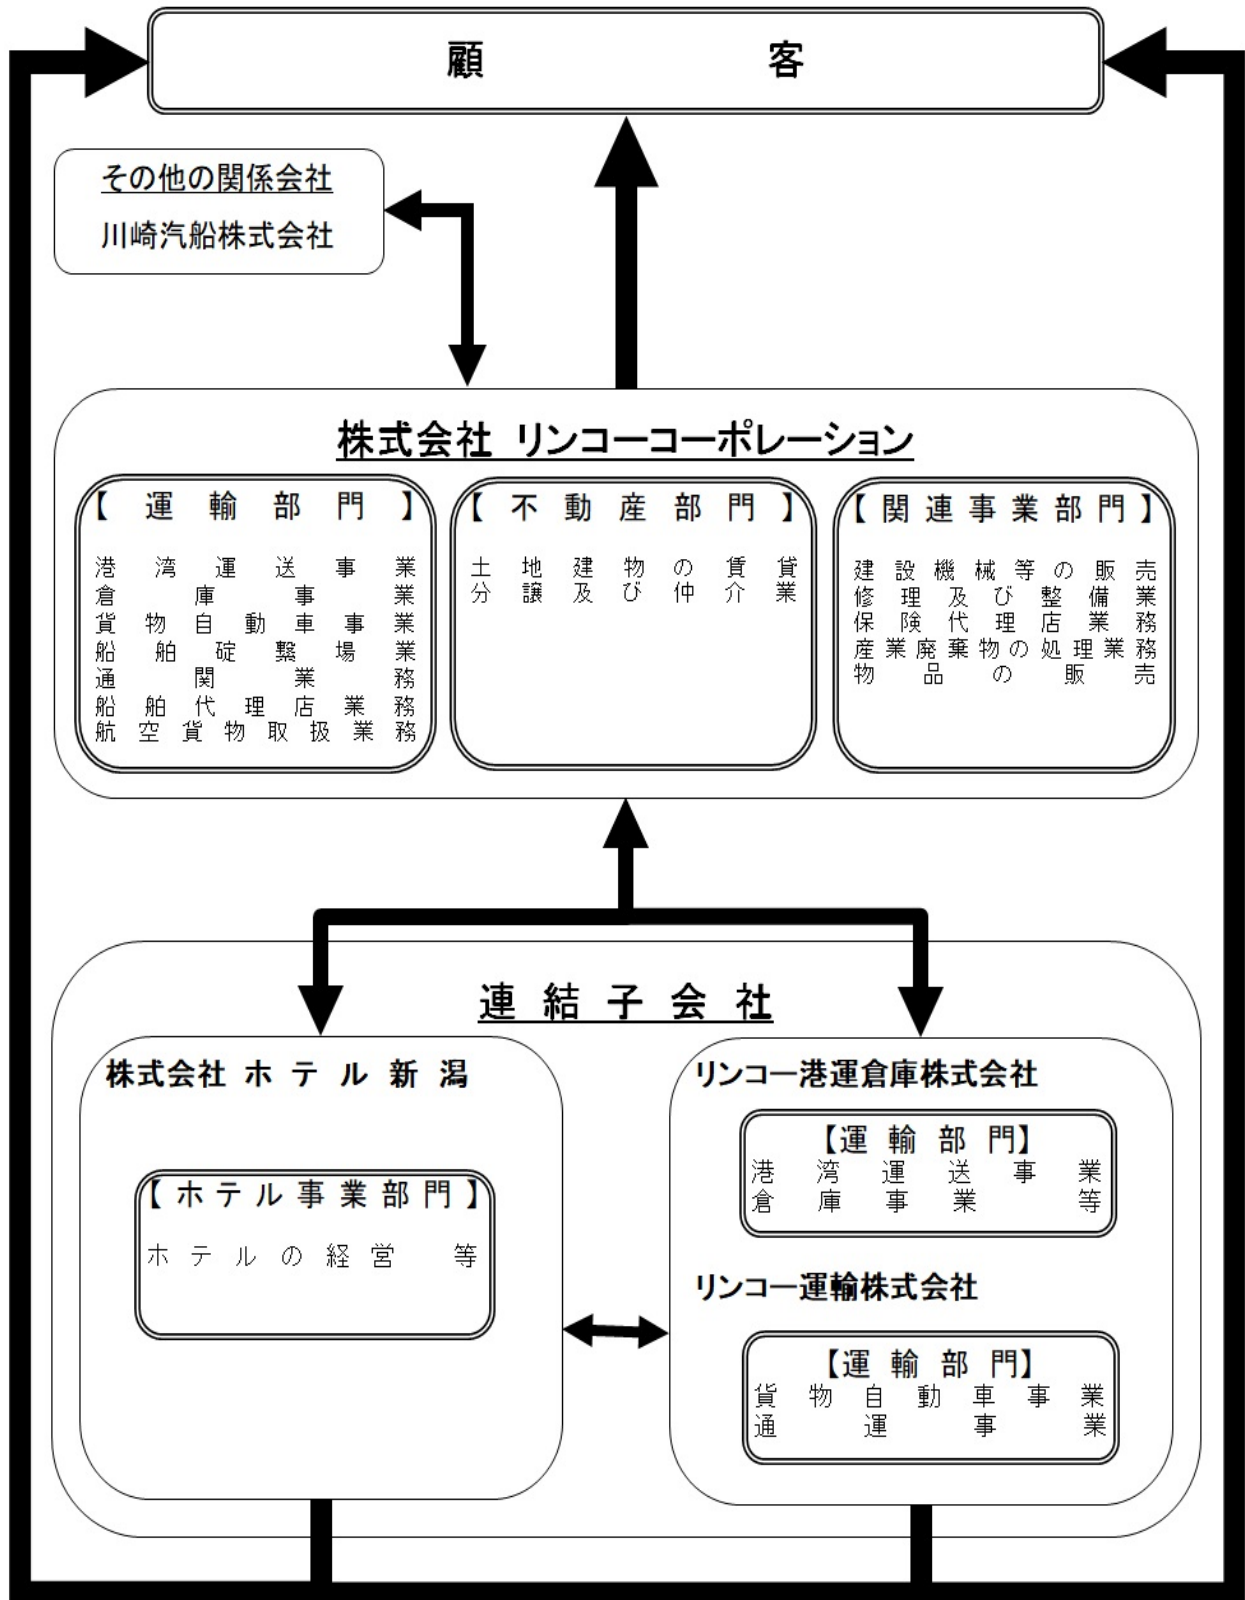 顧客
その他の関係会社
川崎汽船株式会社
株式会社 リンコーコーポレーション
【運輸部門】
港湾運送事業
倉庫事業
貨物自動車事業
船舶碇繋場業
通関業務
船舶代理店業務
航空貨物取扱業務
【不動産部門】
土地建物の賃貸
分譲及び仲介業
【関連事業部門】
建設機械等の販売
修理及び整備業
保険代理店業務
産業廃棄物の処理業務
物品の販売
連結子会社
株式会社 ホテル新潟
【ホテル事業部門】
ホテルの経営 等
リンコー港運倉庫株式会社
【運輸部門】
港湾運送事業
倉庫事業 等
リンコー運輸株式会社
【運輸部門】
貨物自動車事業
通運事業